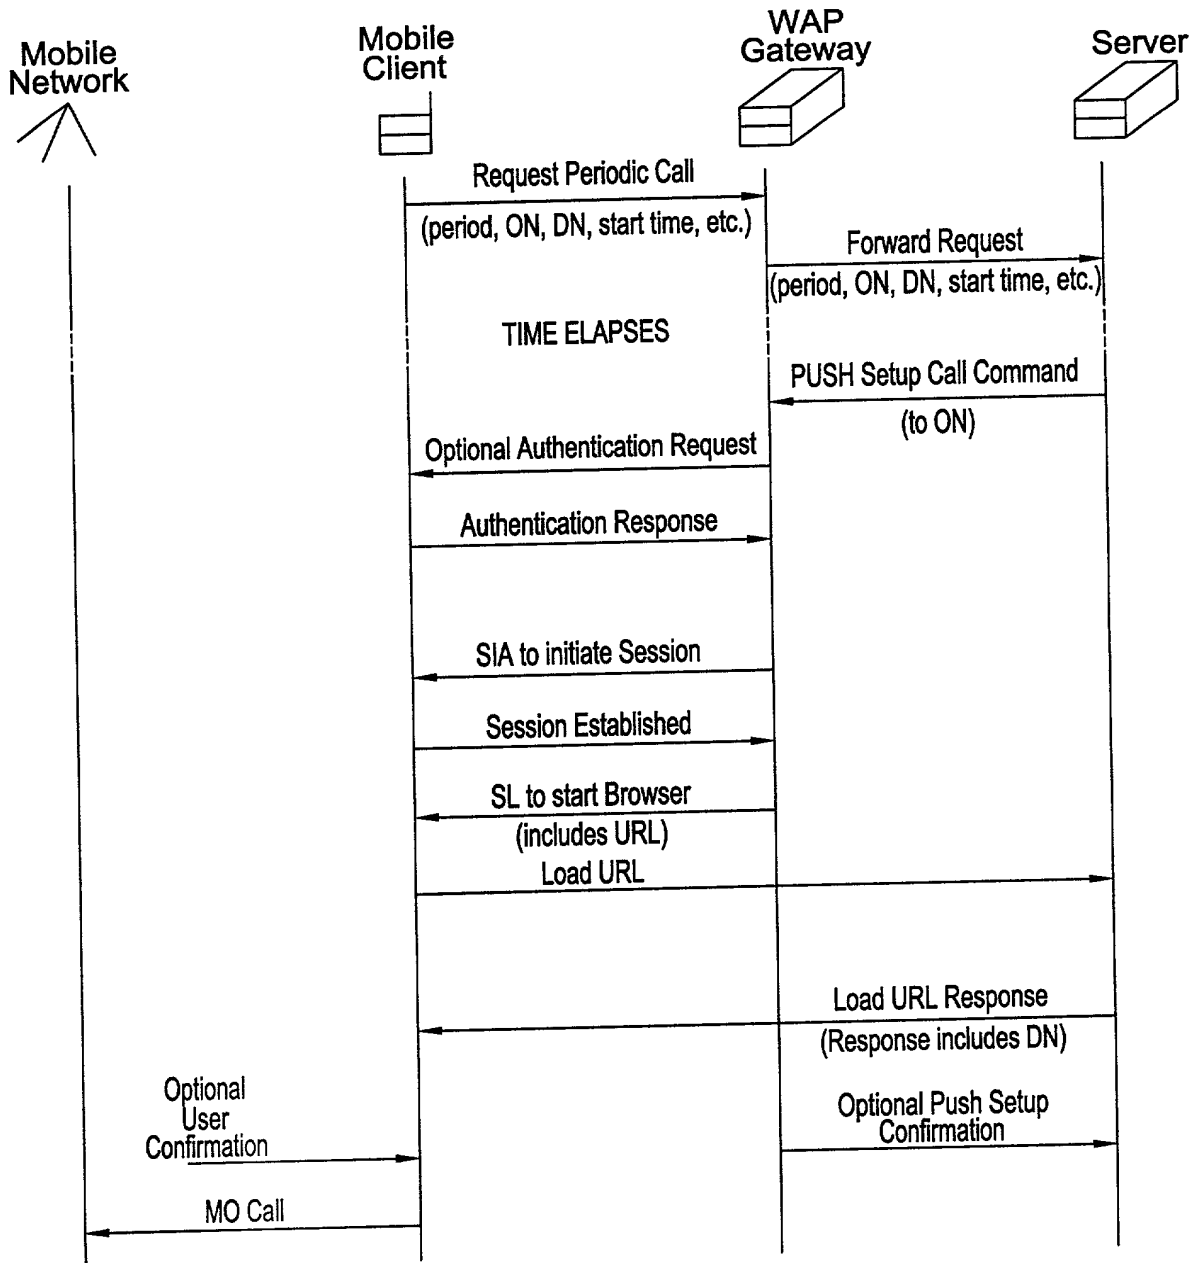 Mobile
Network
Mobile
Client
WAP
Gateway
Server
Request Periodic Call
(period, ON, DN, start time, etc.)
Forward Request
(period, ON, DN, start time, etc.)
TIME ELAPSES
PUSH Setup Call Command
(to ON)
Optional Authentication Request
Authentication Response
SIA to initiate Session
Session Established
SL to start Browser
(includes URL)
Load URL
Load URL Response
(Response includes DN)
Optional
User
Confirmation
Optional Push Setup
Confirmation
MO Call